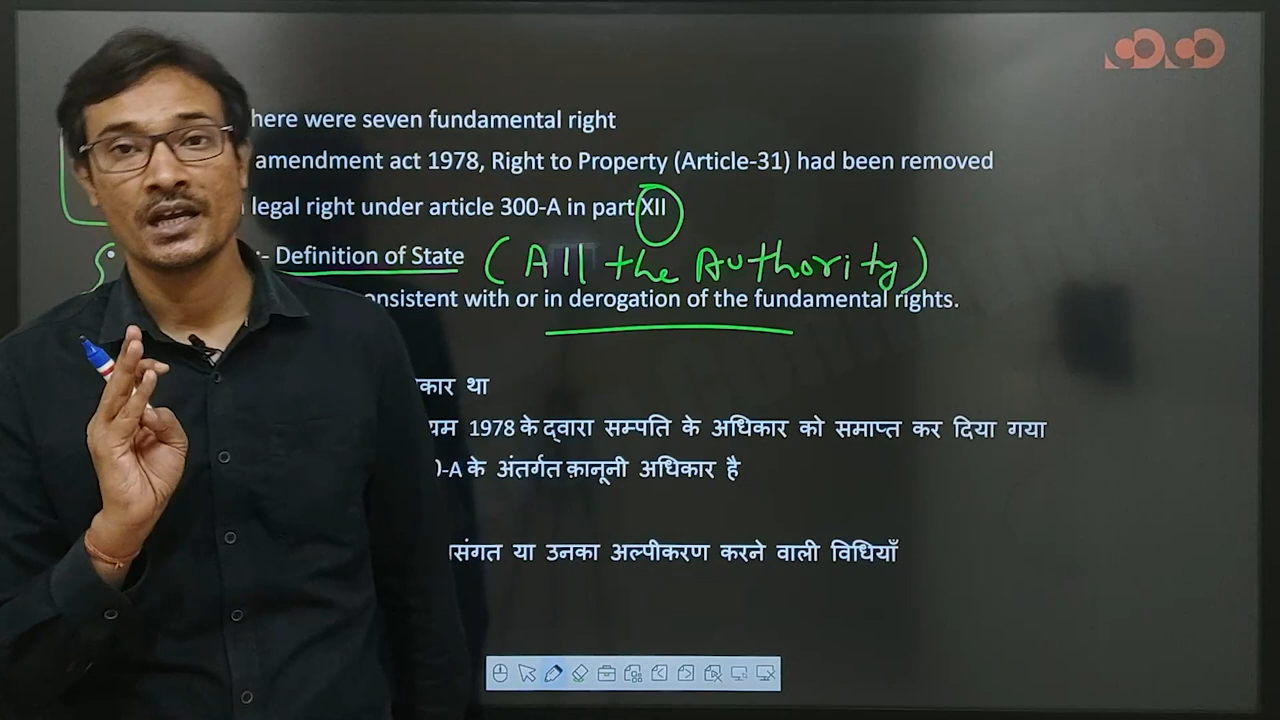 here were seven fundamental right
amendment act 1978, Right to Property (Article-31) had been removed
legal right under article 300-A in part XII
:- Definition of State (All the Authority)
onsistent with or in derogation of the fundamental rights.
कार था
यम 1978 के द्वारा सम्पति के अधिकार को समाप्त कर दिया गया
-A के अंतर्गत क़ानूनी अधिकार है
संगत या उनका अल्पीकरण करने वाली विधियाँ